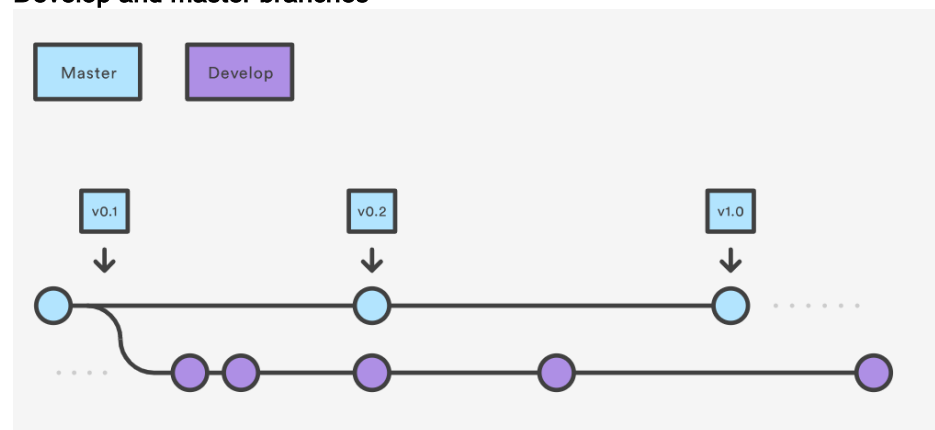 Develop and master branches
Master
Develop
v0.1
v0.2
v1.0